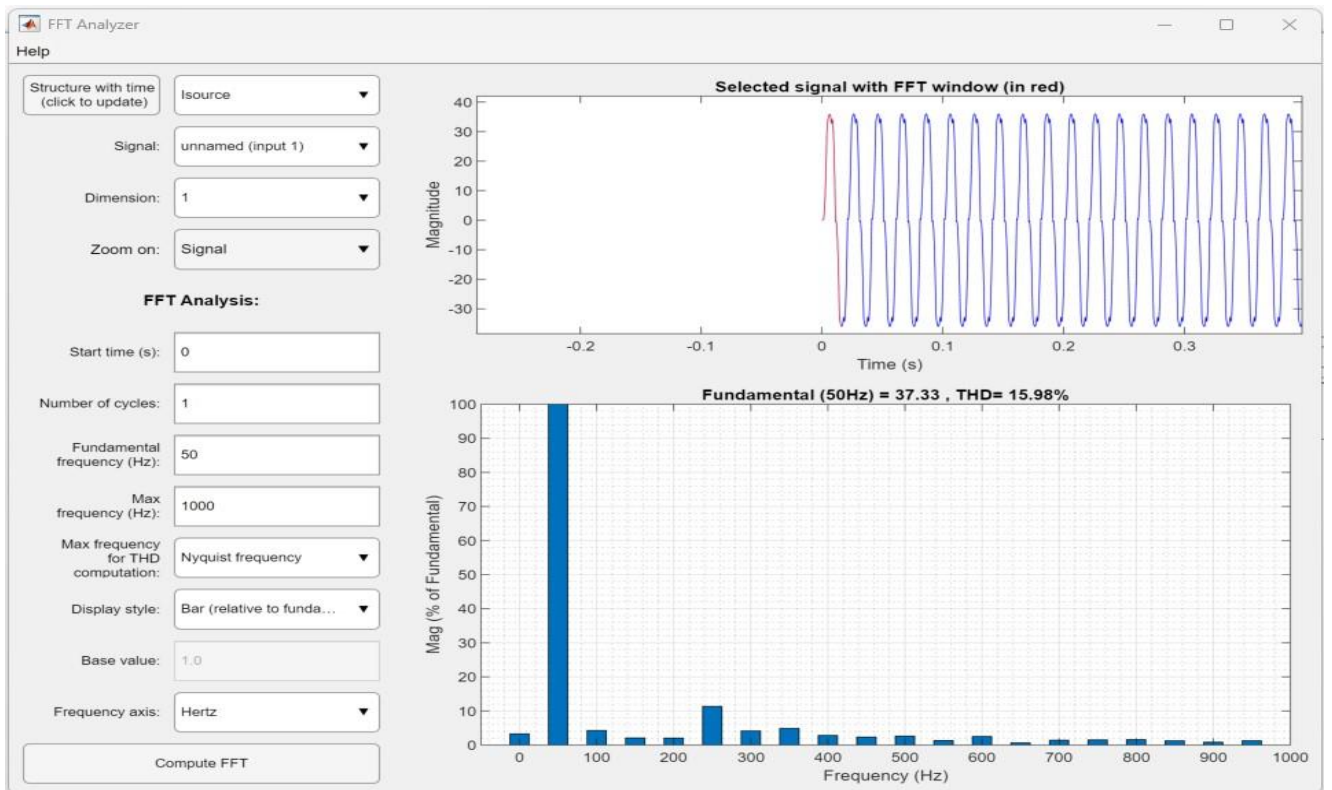 FFT Analyzer
Help
Structure with time
(click to update)
Isource
Signal:
unnamed (input 1)
Dimension:
1
Zoom on:
Signal
FFT Analysis:
Start time (s):
0
Number of cycles:
1
Fundamental
frequency (Hz):
50
Max
frequency (Hz):
1000
Max frequency
for THD
computation:
Nyquist frequency
Display style:
Bar (relative to funda...
Base value:
1.0
Frequency axis:
Hertz
Compute FFT
Selected signal with FFT window (in red)
40
30
20
10
0
-10
-20
-30
Magnitude
-0.2 -0.1 0 0.1 0.2 0.3
Time (s)
Fundamental (50Hz) = 37.33 , THD= 15.98%
100
90
80
70
60
50
40
30
20
10
0
Mag (% of Fundamental)
0 100 200 300 400 500 600 700 800 900 1000
Frequency (Hz)